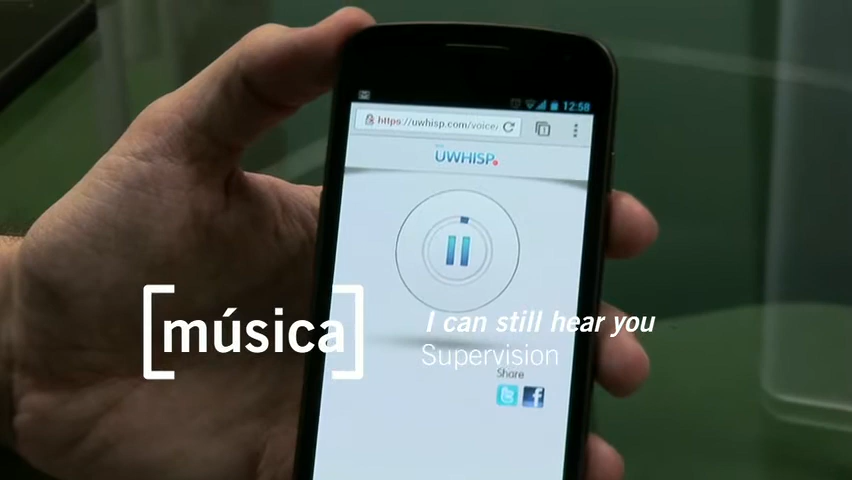 12:58
https://uwhisp.com/voice/
UWHISP
[música]
I can still hear you
Supervision
Share